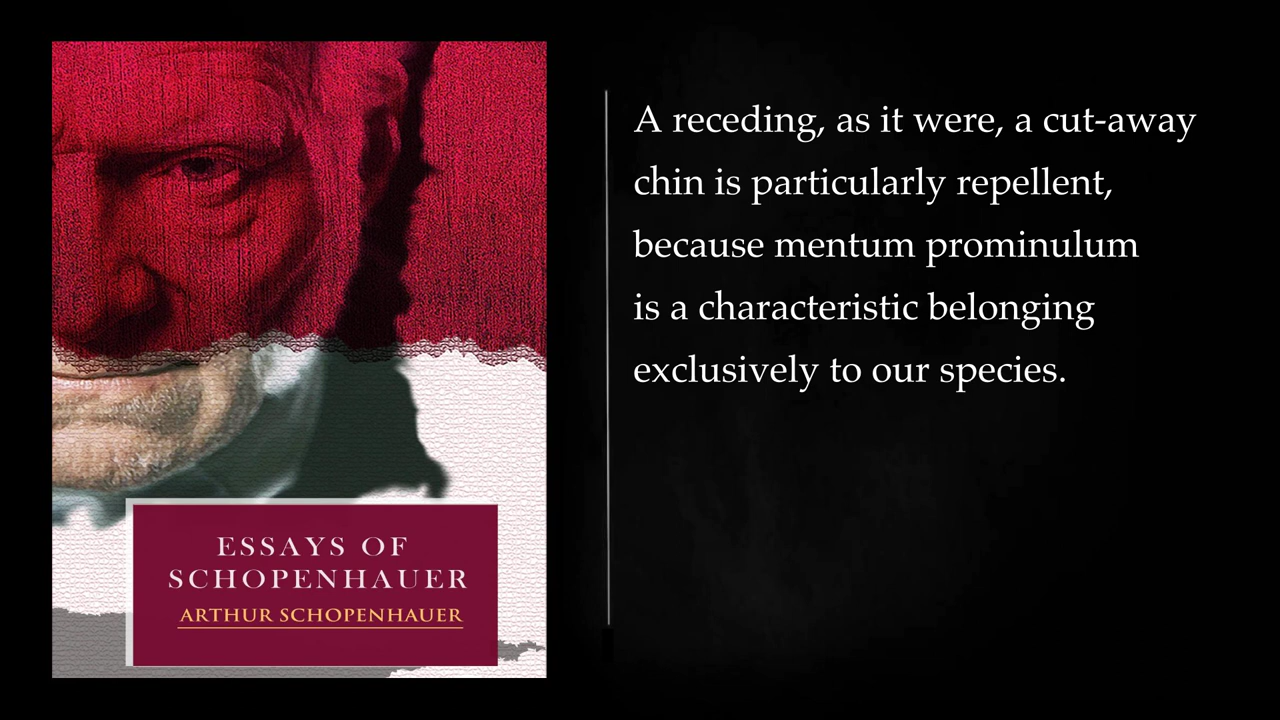 ESSAYS OF
SCHOPENHAUER
ARTHUR SCHOPENHAUER
A receding, as it were, a cut-away
chin is particularly repellent,
because mentum prominulum
is a characteristic belonging
exclusively to our species.